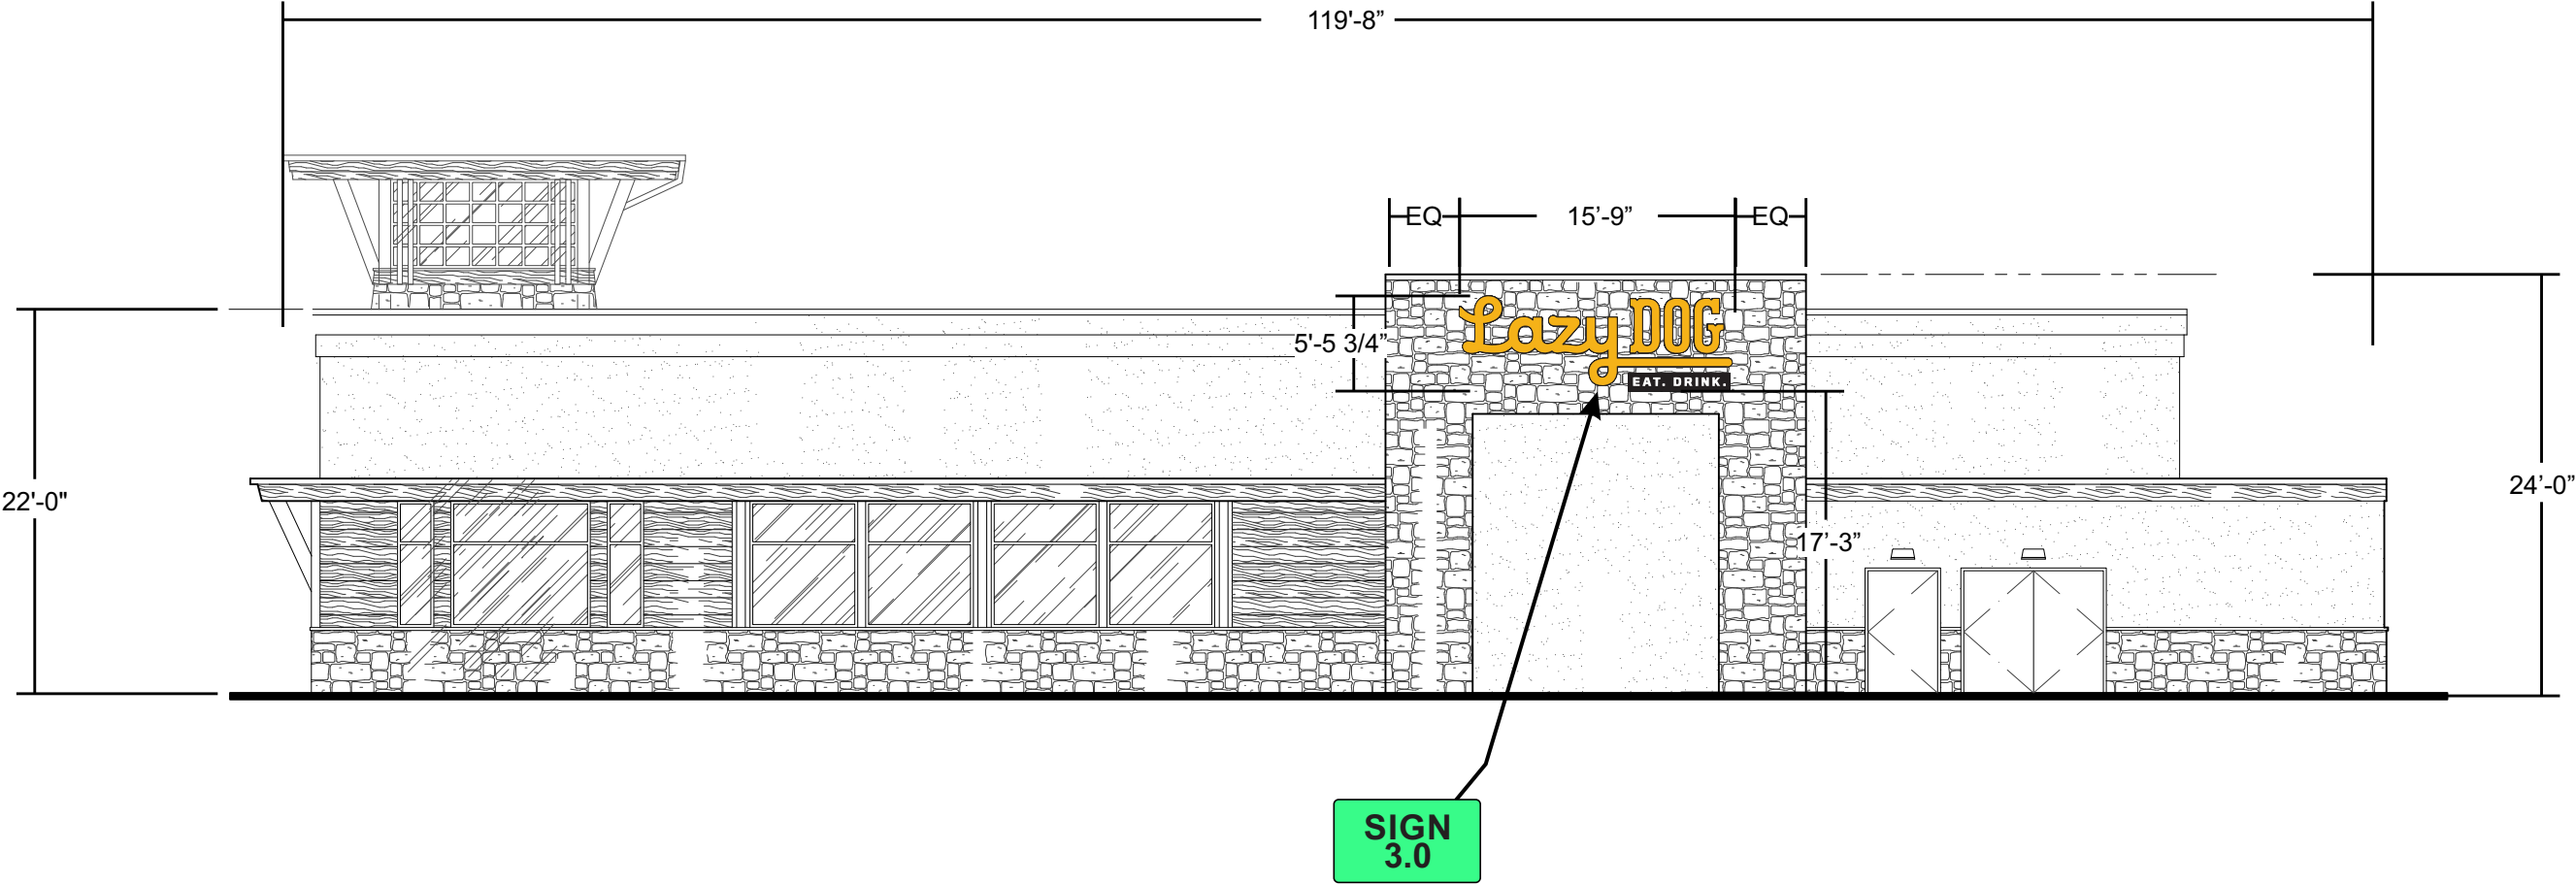 119'-8”
EQ
15’-9”
EQ
Lazy DOG
EAT. DRINK.
5'-5 3/4”
22'-0"
24’-0”
17’-3”
SIGN
3.0